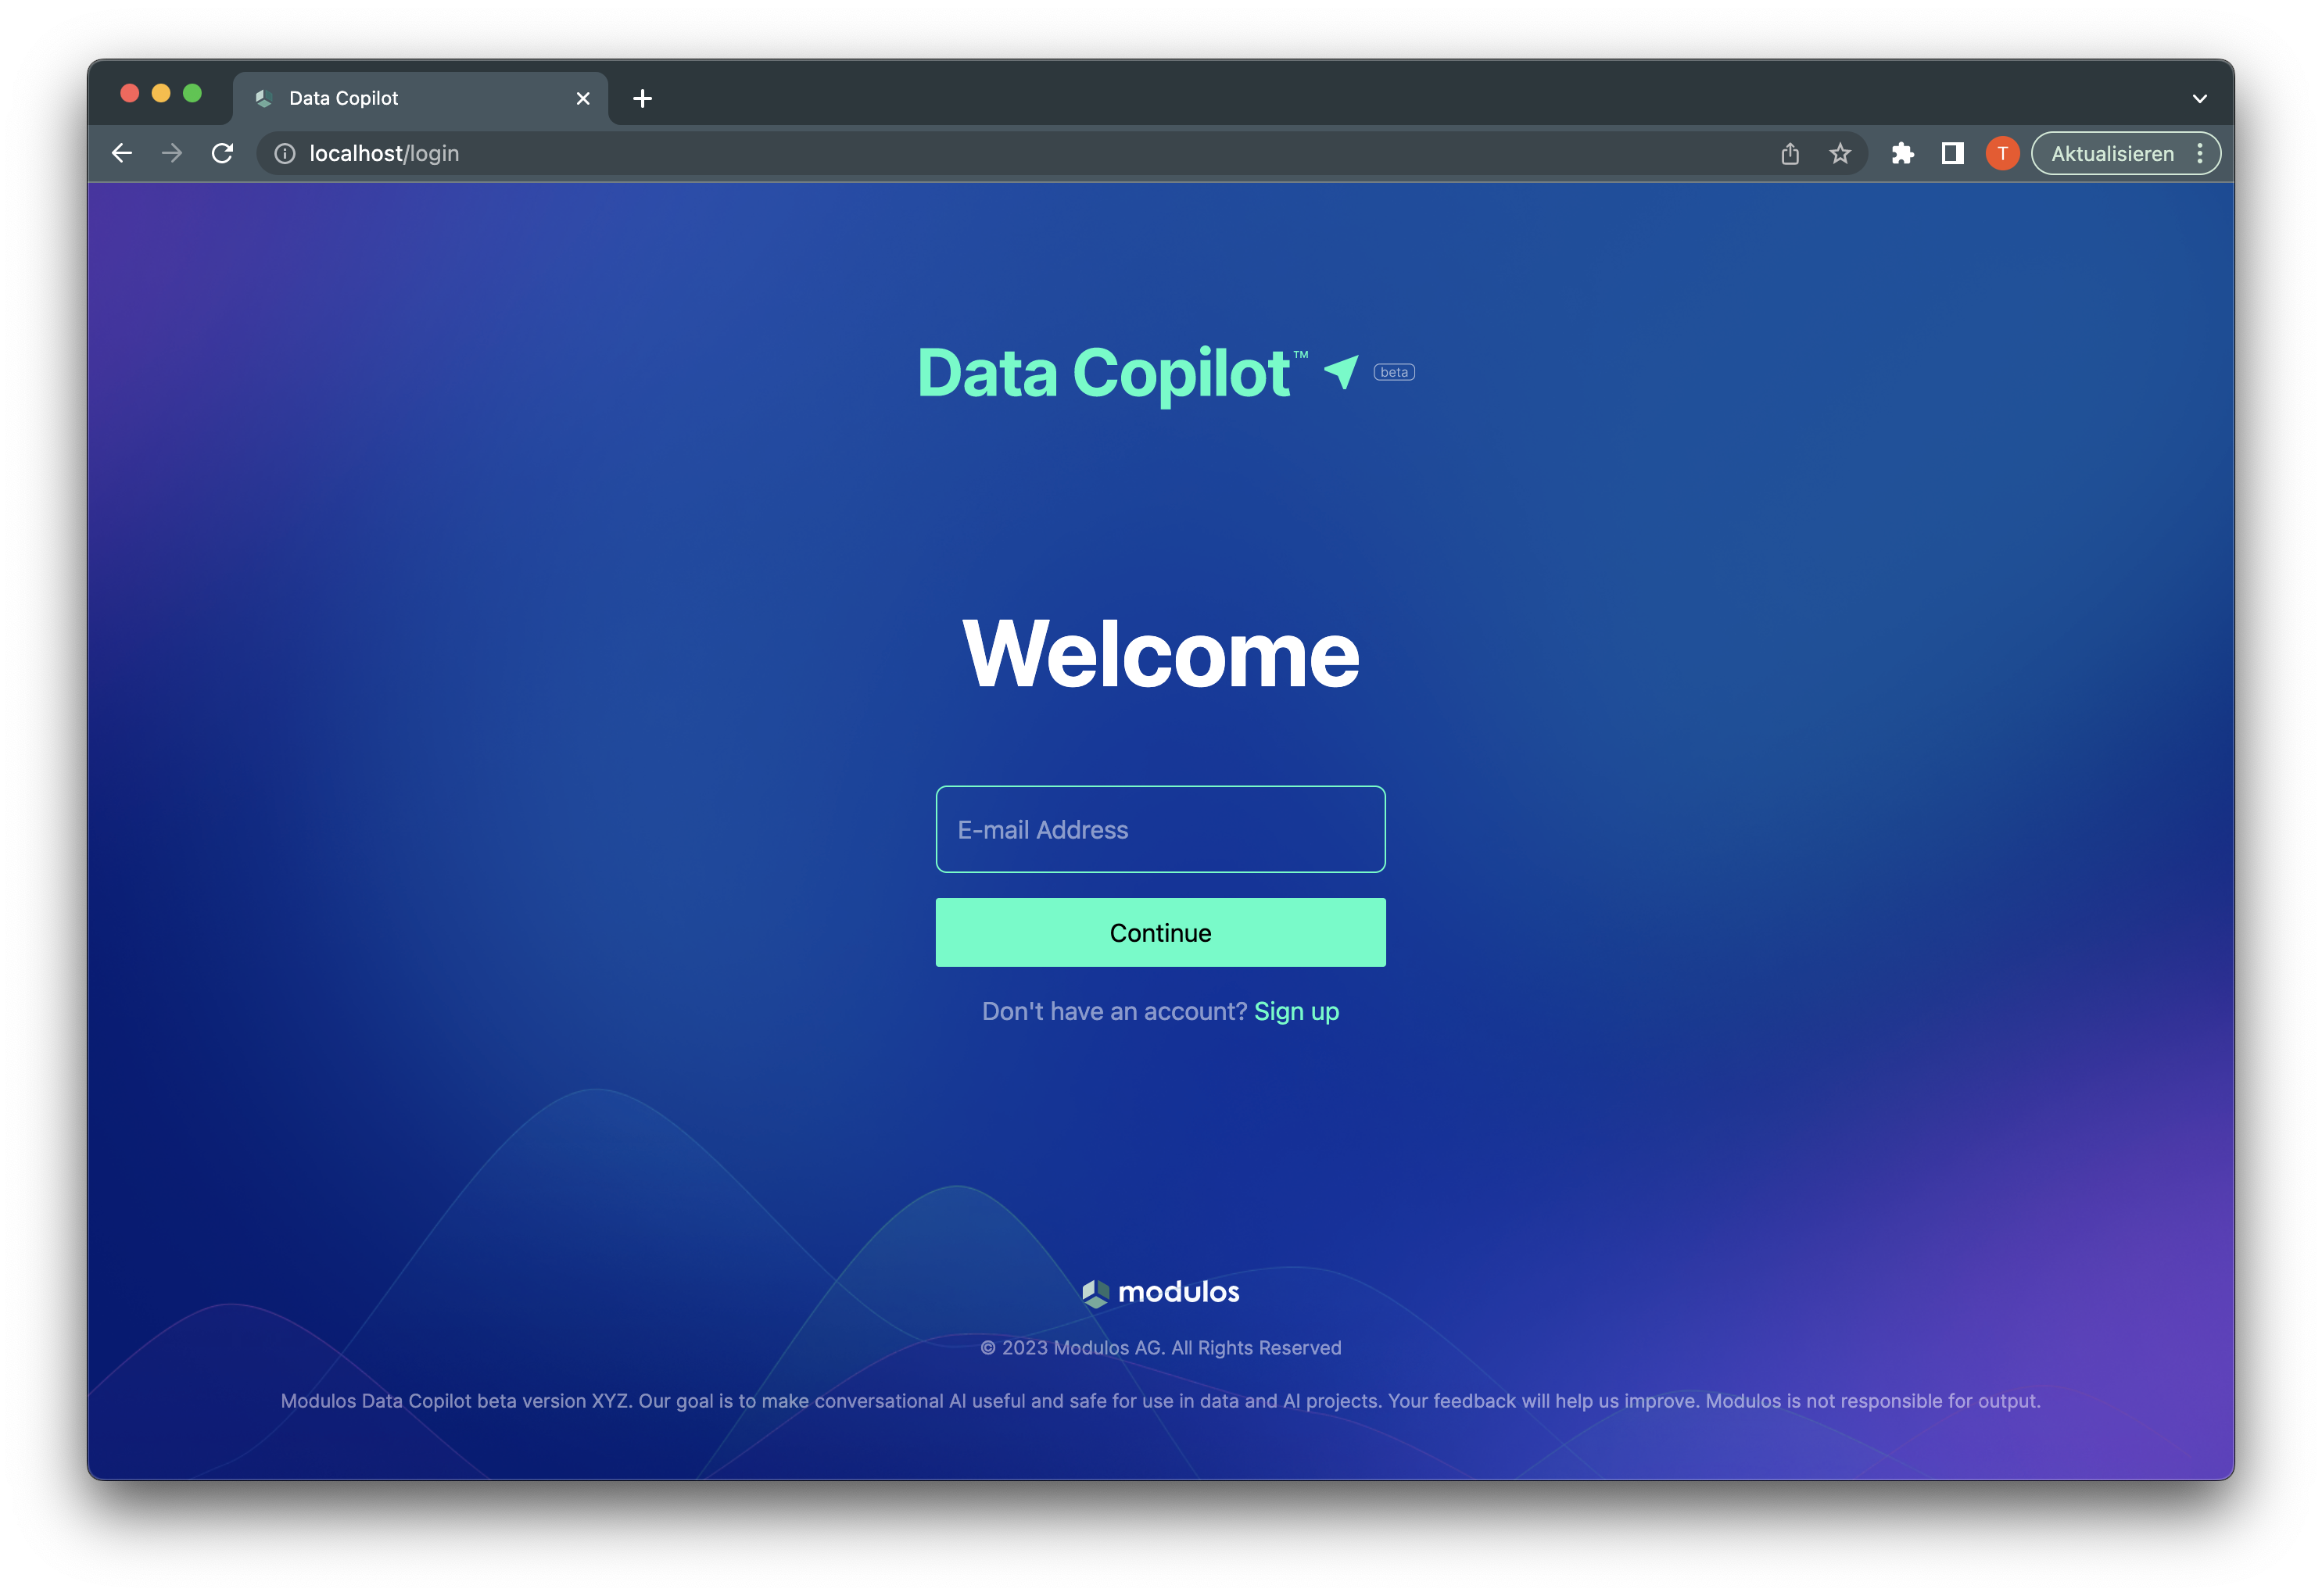 Data Copilot
localhost/login
T
Aktualisieren
Data Copilot™ beta
Welcome
E-mail Address
Continue
Don't have an account? Sign up
modulos
© 2023 Modulos AG. All Rights Reserved
Modulos Data Copilot beta version XYZ. Our goal is to make conversational AI useful and safe for use in data and AI projects. Your feedback will help us improve. Modulos is not responsible for output.